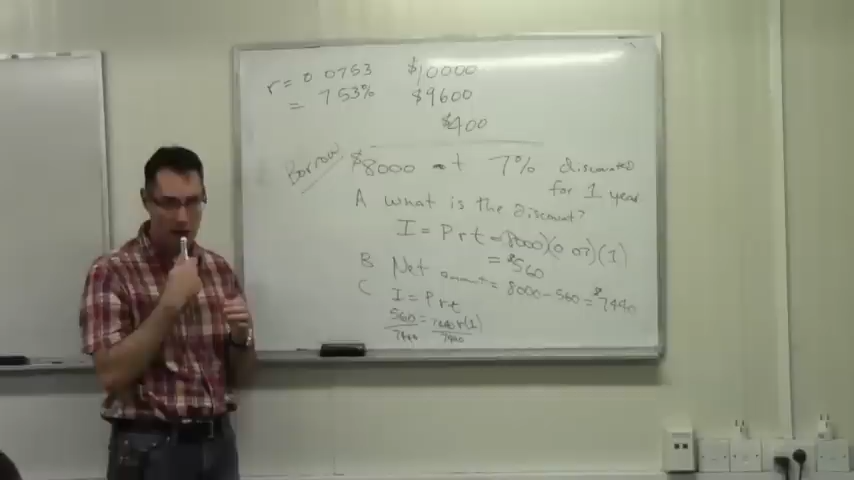 r = 0.0753 $10000
= 7.53% $9600
$400
Borrow $8000 at 7% discounted
for 1 year
A What is the discount?
I = Prt = 8000)(0.07)(1)
= $560
B Net amount = 8000 - 560 = $7440
C I = Prt
560 = 7440 r(1)
7440 7440